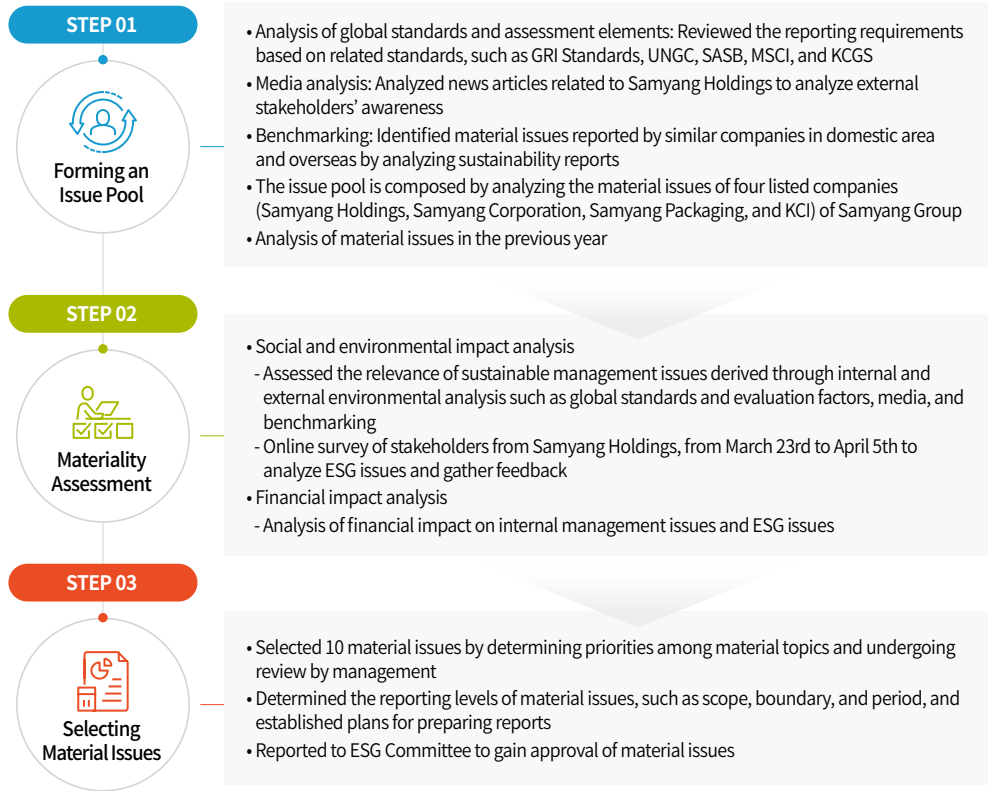 STEP 01
Forming an
Issue Pool
• Analysis of global standards and assessment elements: Reviewed the reporting requirements
based on related standards, such as GRI Standards, UNGC, SASB, MSCI, and KCGS
• Media analysis: Analyzed news articles related to Samyang Holdings to analyze external
stakeholders’ awareness
• Benchmarking: Identified material issues reported by similar companies in domestic area
and overseas by analyzing sustainability reports
• The issue pool is composed by analyzing the material issues of four listed companies
(Samyang Holdings, Samyang Corporation, Samyang Packaging, and KCI) of Samyang Group
• Analysis of material issues in the previous year
STEP 02
Materiality
Assessment
• Social and environmental impact analysis
- Assessed the relevance of sustainable management issues derived through internal and
external environmental analysis such as global standards and evaluation factors, media, and
benchmarking
- Online survey of stakeholders from Samyang Holdings, from March 23rd to April 5th to
analyze ESG issues and gather feedback
• Financial impact analysis
- Analysis of financial impact on internal management issues and ESG issues
STEP 03
Selecting
Material Issues
• Selected 10 material issues by determining priorities among material topics and undergoing
review by management
• Determined the reporting levels of material issues, such as scope, boundary, and period, and
established plans for preparing reports
• Reported to ESG Committee to gain approval of material issues